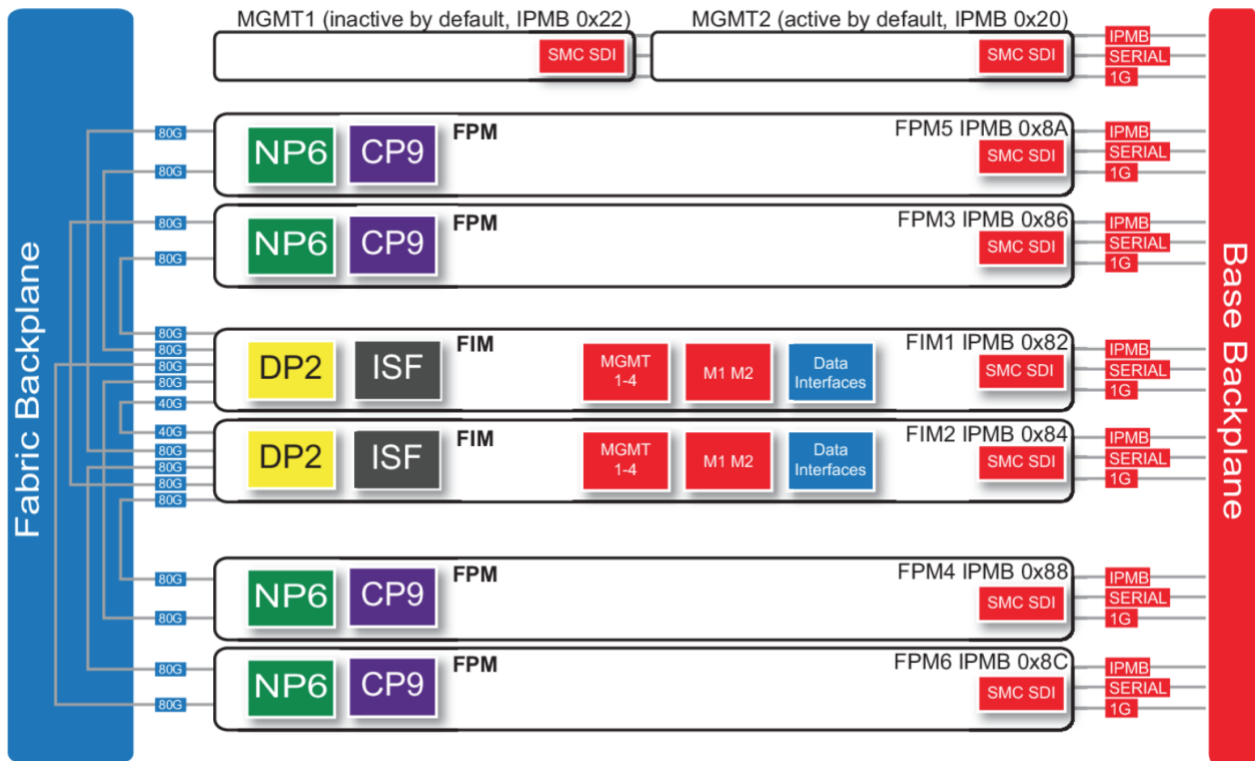 MGMT1 (inactive by default, IPMB 0x22)
MGMT2 (active by default, IPMB 0x20)
SMC SDI
SMC SDI
IPMB
SERIAL
1G
Fabric Backplane
Base Backplane
80G
80G
NP6
CP9
FPM
FPM5 IPMB 0x8A
SMC SDI
IPMB
SERIAL
1G
80G
80G
NP6
CP9
FPM
FPM3 IPMB 0x86
SMC SDI
IPMB
SERIAL
1G
80G
80G
80G
80G
40G
DP2
ISF
FIM
MGMT
1-4
M1 M2
Data
Interfaces
FIM1 IPMB 0x82
SMC SDI
IPMB
SERIAL
1G
40G
80G
80G
80G
80G
DP2
ISF
FIM
MGMT
1-4
M1 M2
Data
Interfaces
FIM2 IPMB 0x84
SMC SDI
IPMB
SERIAL
1G
80G
80G
NP6
CP9
FPM
FPM4 IPMB 0x88
SMC SDI
IPMB
SERIAL
1G
80G
80G
NP6
CP9
FPM
FPM6 IPMB 0x8C
SMC SDI
IPMB
SERIAL
1G